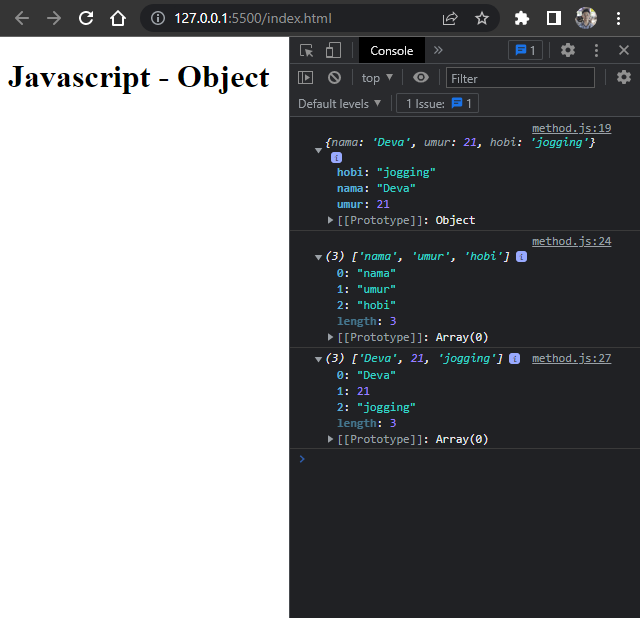 127.0.0.1:5500/index.html
Javascript - Object
Console
1
top
Filter
Default levels
1 Issue: 1
method.js:19
{nama: 'Deva', umur: 21, hobi: 'jogging'}
i
hobi: "jogging"
nama: "Deva"
umur: 21
[[Prototype]]: Object
method.js:24
(3) ['nama', 'umur', 'hobi'] i
0: "nama"
1: "umur"
2: "hobi"
length: 3
[[Prototype]]: Array(0)
(3) ['Deva', 21, 'jogging'] i method.js:27
0: "Deva"
1: 21
2: "jogging"
length: 3
[[Prototype]]: Array(0)